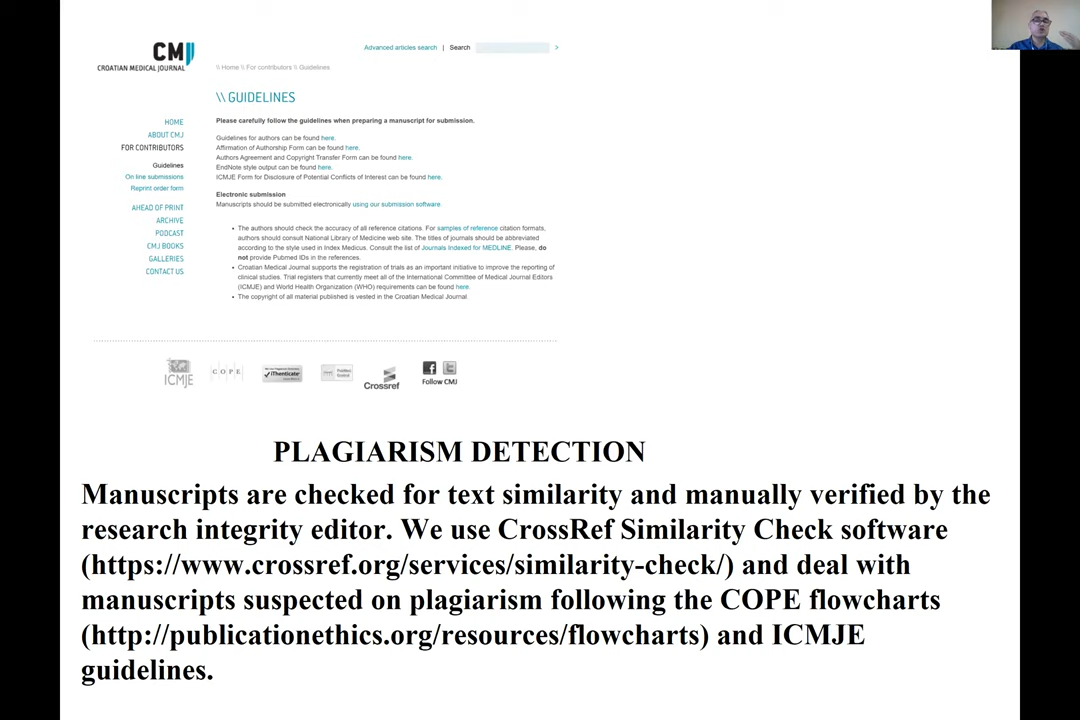 CMJ
CROATIAN MEDICAL JOURNAL
Advanced articles search | Search >
\\ Home \\ For contributors \\ Guidelines
\\ GUIDELINES
Please carefully follow the guidelines when preparing a manuscript for submission.
Guidelines for authors can be found here.
Affirmation of Authorship Form can be found here.
Authors Agreement and Copyright Transfer Form can be found here.
EndNote style output can be found here.
ICMJE Form for Disclosure of Potential Conflicts of Interest can be found here.
Electronic submission
Manuscripts should be submitted electronically using our submission software.
• The authors should check the accuracy of all reference citations. For samples of reference citation formats,
authors should consult National Library of Medicine web site. The titles of journals should be abbreviated
according to the style used in Index Medicus. Consult the list of Journals Indexed for MEDLINE. Please, do
not provide Pubmed IDs in the references.
• Croatian Medical Journal supports the registration of trials as an important initiative to improve the reporting of
clinical studies. Trial registers that currently meet all of the International Committee of Medical Journal Editors
(ICMJE) and World Health Organization (WHO) requirements can be found here.
• The copyright of all material published is vested in the Croatian Medical Journal
HOME
ABOUT CMJ
FOR CONTRIBUTORS
Guidelines
On line submissions
Reprint order form
AHEAD OF PRINT
ARCHIVE
PODCAST
CMJ BOOKS
GALLERIES
CONTACT US
ICMJE
C O P E
iThenticate
Crossref
Follow CMJ
PLAGIARISM DETECTION
Manuscripts are checked for text similarity and manually verified by the
research integrity editor. We use CrossRef Similarity Check software
(https://www.crossref.org/services/similarity-check/) and deal with
manuscripts suspected on plagiarism following the COPE flowcharts
(http://publicationethics.org/resources/flowcharts) and ICMJE
guidelines.